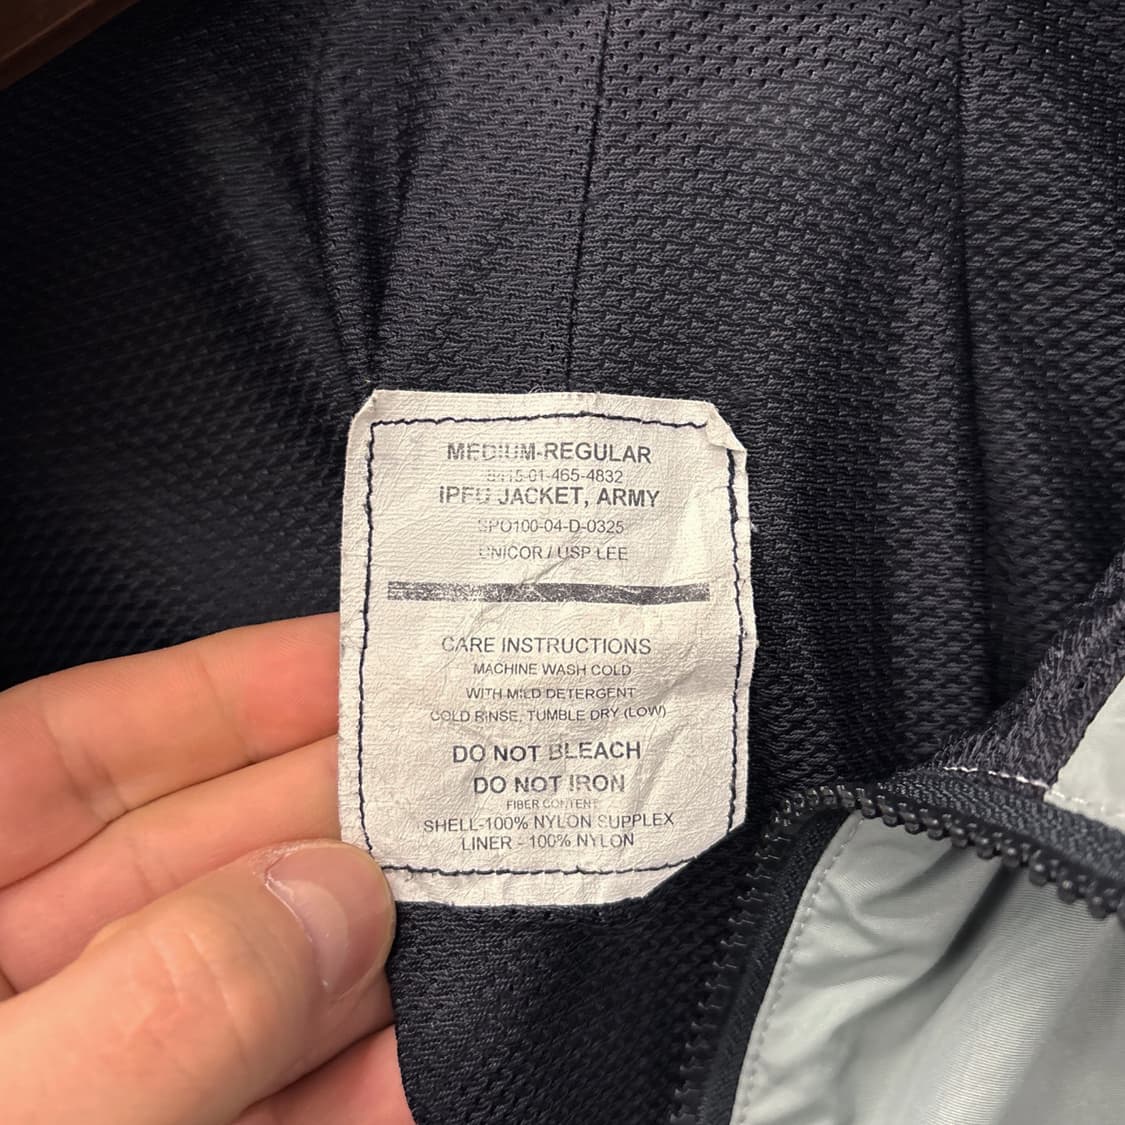 MEDIUM-REGULAR
8415-01-465-4832
IPFU JACKET, ARMY
SPO100-04-D-0325
UNICOR / USP LEE
CARE INSTRUCTIONS
MACHINE WASH COLD
WITH MILD DETERGENT
COLD RINSE, TUMBLE DRY (LOW)
DO NOT BLEACH
DO NOT IRON
FIBER CONTENT
SHELL-100% NYLON SUPPLEX
LINER - 100% NYLON